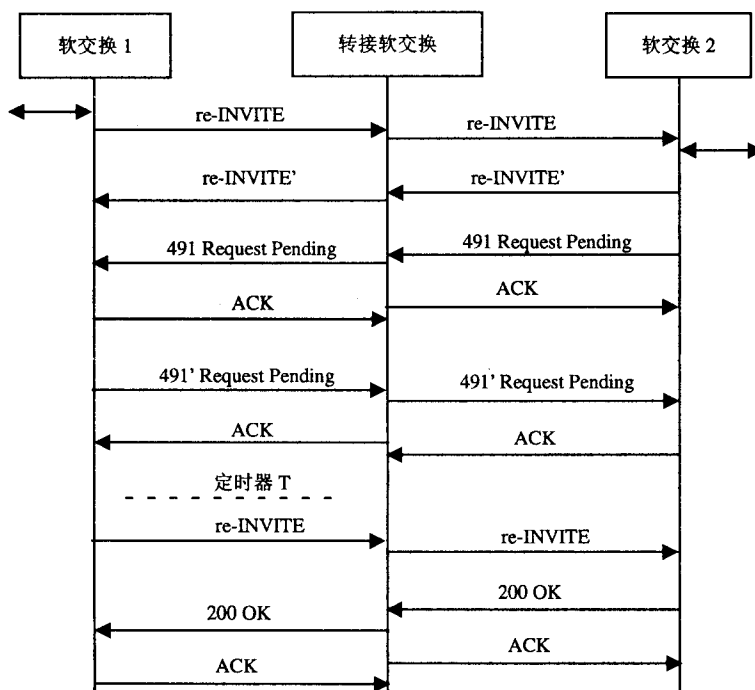 软交换 1
转接软交换
软交换 2
re-INVITE
re-INVITE
re-INVITE’
re-INVITE’
491 Request Pending
491 Request Pending
ACK
ACK
491’ Request Pending
491’ Request Pending
ACK
ACK
定时器 T
re-INVITE
re-INVITE
200 OK
200 OK
ACK
ACK